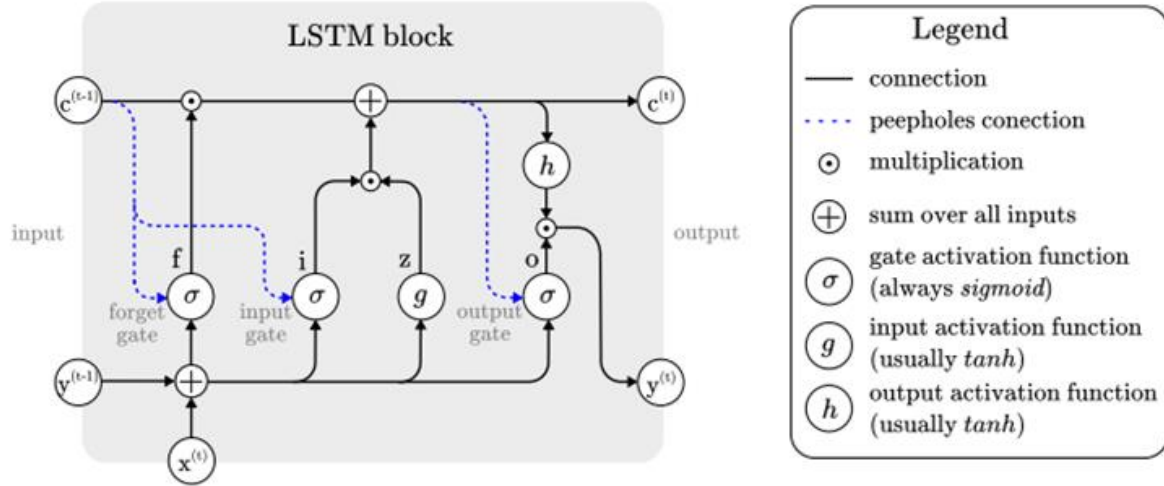 LSTM block
c(t-1)
c(t)
h
input
output
f
i
z
o
σ
σ
g
σ
forget
gate
input
gate
output
gate
y(t-1)
y(t)
x(t)
Legend
connection
peepholes conection
multiplication
sum over all inputs
σ
gate activation function
(always sigmoid)
g
input activation function
(usually tanh)
h
output activation function
(usually tanh)